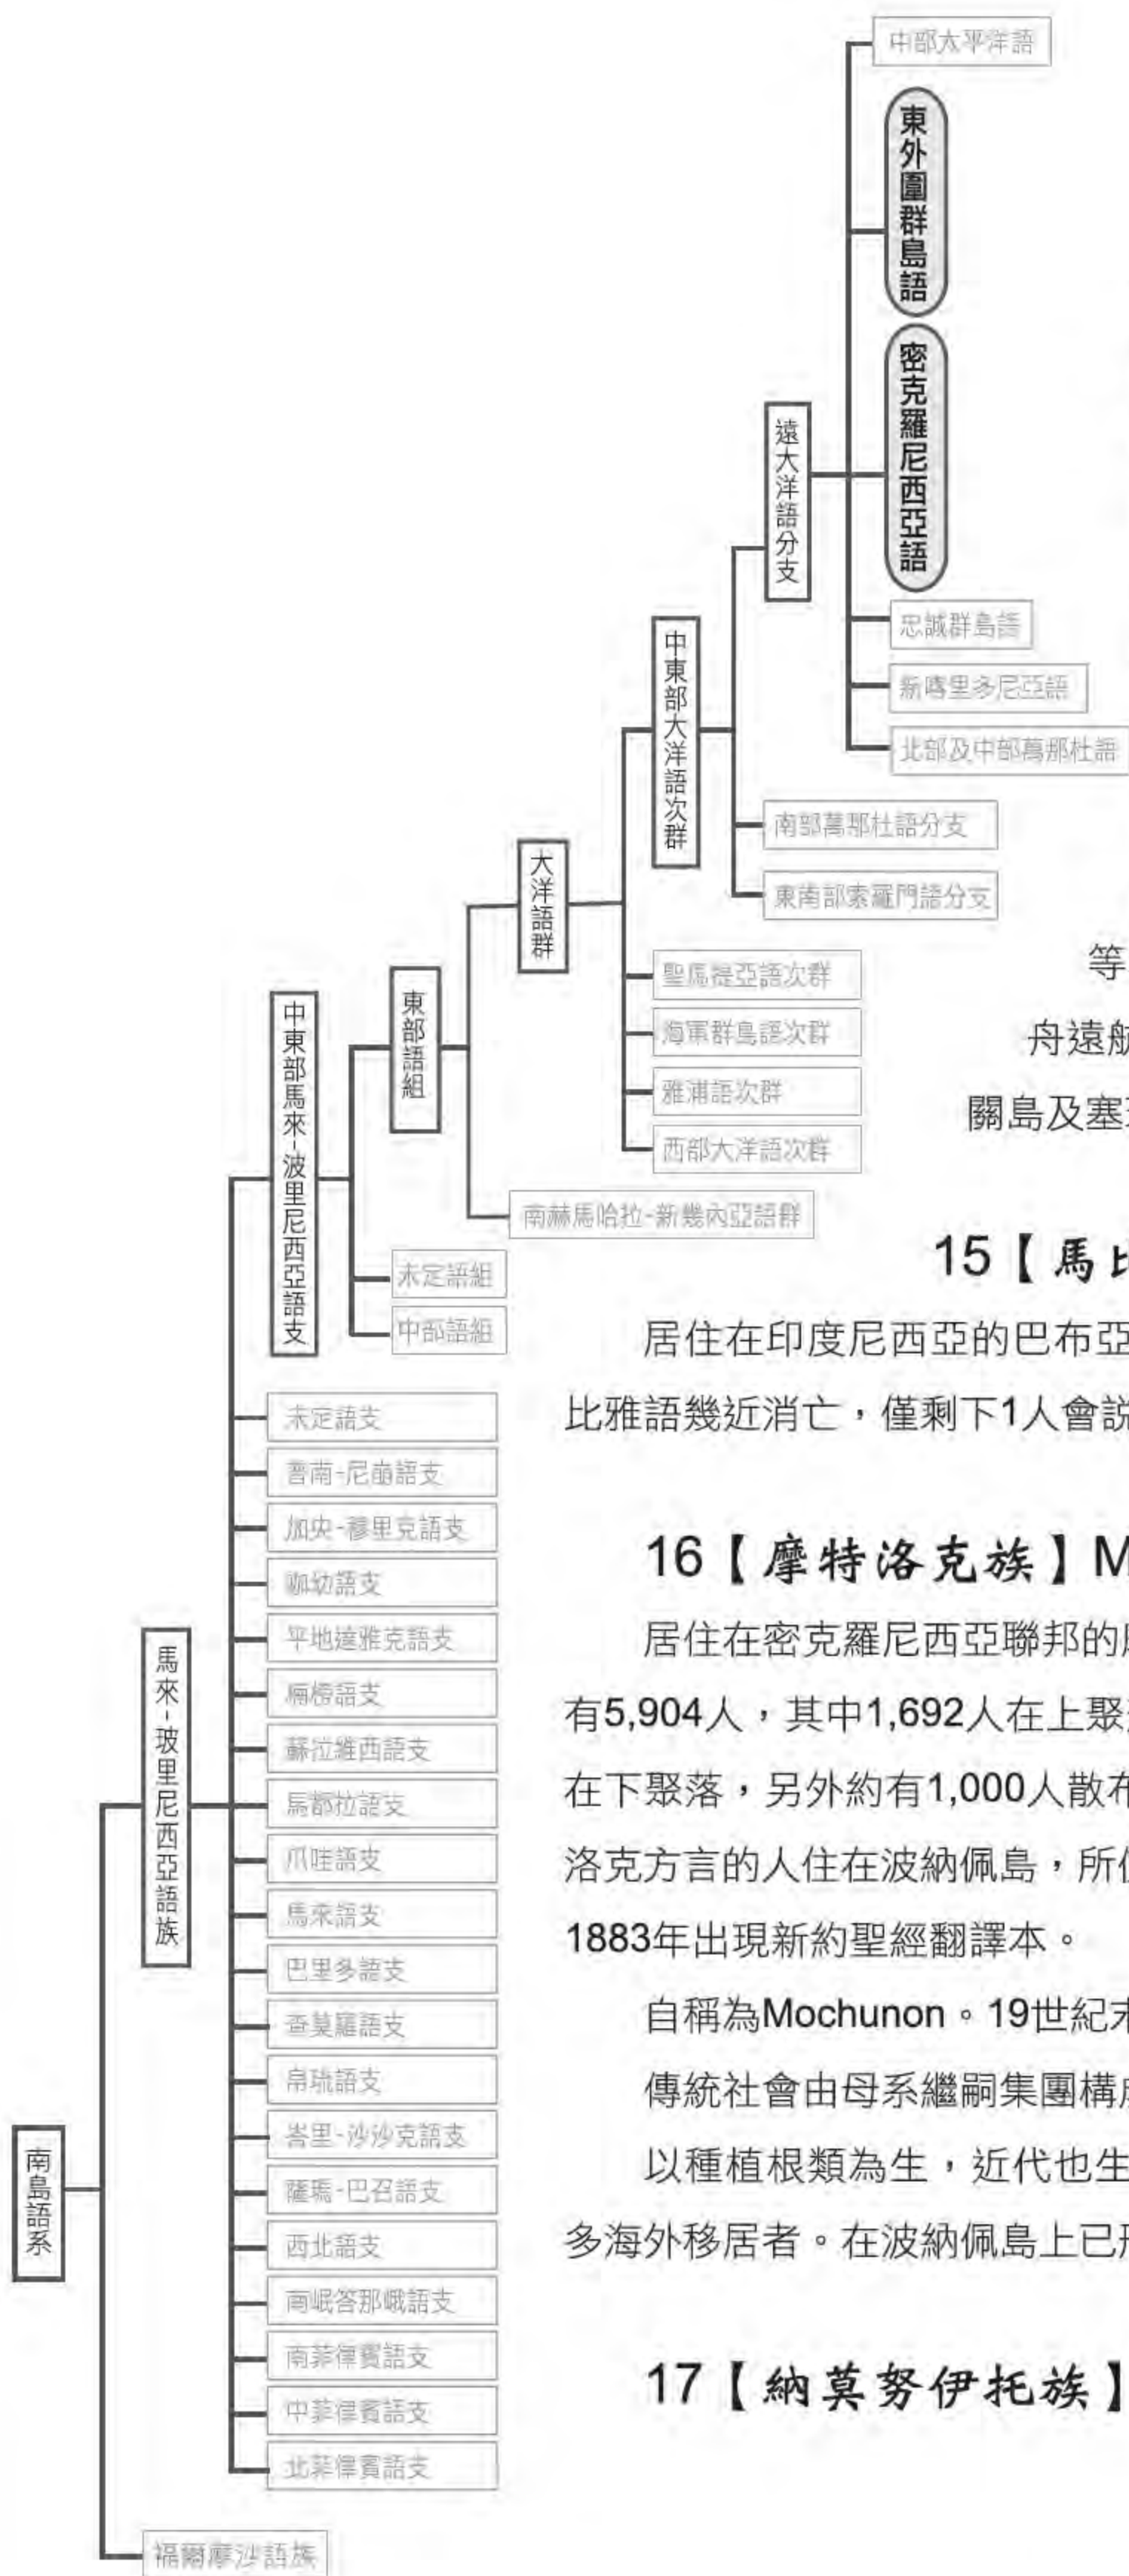 中部太平洋語
東外圍群島語
密克羅尼西亞語
遠大洋語分支
忠誠群島語
新喀里多尼亞語
北部及中部萬那杜語
中東部大洋語次群
南部萬那杜語分支
東南部索羅門語分支
大洋語群
聖馬提亞語次群
海軍群島語次群
雅浦語次群
西部大洋語次群
東部語組
南赫馬哈拉-新幾內亞語群
中東部馬來-波里尼西亞語支
未定語組
中部語組
馬來-玻里尼西亞語族
未定語支
普南-尼崩語支
加央-穆里克語支
咖幼語支
平地達雅克語支
楠榜語支
蘇拉維西語支
馬都拉語支
爪哇語支
馬來語支
巴里多語支
查莫羅語支
帛琉語支
峇里-沙沙克語支
薩瑪-巴召語支
西北語支
南岷答那峨語支
南菲律賓語支
中菲律賓語支
北菲律賓語支
南島語系
福爾摩沙語族
等
舟遠航
關島及塞
15【馬比
居住在印度尼西亞的巴布亞
比雅語幾近消亡，僅剩下1人會説
16【摩特洛克族】M
居住在密克羅尼西亞聯邦的
有5,904人，其中1,692人在上聚
在下聚落，另外約有1,000人散布
洛克方言的人住在波納佩島，所
1883年出現新約聖經翻譯本。
自稱為Mochunon。19世紀末
傳統社會由母系繼嗣集團構成
以種植根類為生，近代也生
多海外移居者。在波納佩島上已
17【納莫努伊托族】